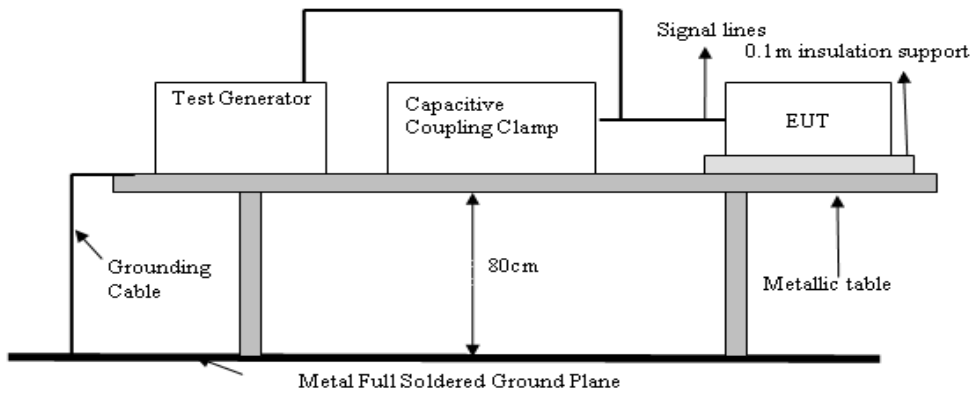 Signal lines
0.1m insulation support
Test Generator
Capacitive
Coupling Clamp
EUT
Grounding
Cable
80cm
Metallic table
Metal Full Soldered Ground Plane